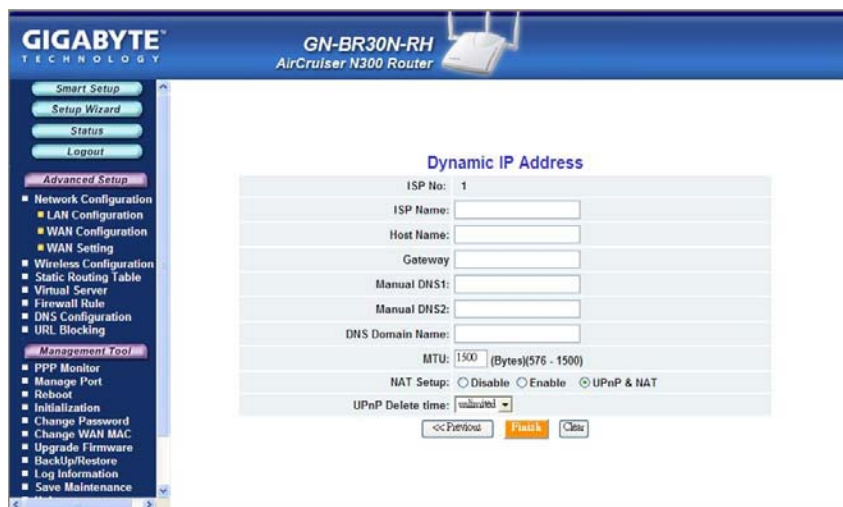 GIGABYTE™
TECHNOLOGY
GN-BR30N-RH
AirCruiser N300 Router
Smart Setup
Setup Wizard
Status
Logout
Advanced Setup
Network Configuration
LAN Configuration
WAN Configuration
WAN Setting
Wireless Configuration
Static Routing Table
Virtual Server
Firewall Rule
DNS Configuration
URL Blocking
Management Tool
PPP Monitor
Manage Port
Reboot
Initialization
Change Password
Change WAN MAC
Upgrade Firmware
BackUp/Restore
Log Information
Save Maintenance
Dynamic IP Address
ISP No: 1
ISP Name:
Host Name:
Gateway
Manual DNS1:
Manual DNS2:
DNS Domain Name:
MTU: 1500 (Bytes)(576 - 1500)
NAT Setup: Disable Enable UPnP & NAT
UPnP Delete time: unlimited
<< Previous Finish Clear